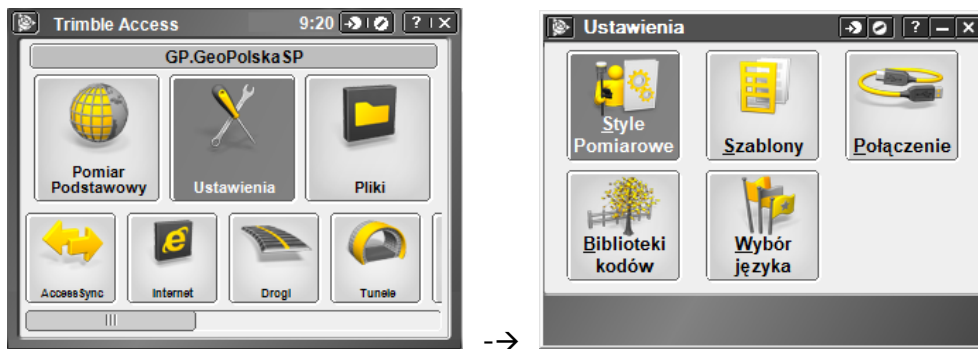 Trimble Access 9:20 ? X
GP.GeoPolskaSP
Pomiar
Podstawowy
Ustawienia
Pliki
AccessSync
Internet
Drogi
Tunele
-→
Ustawienia ? – X
Style
Pomiarowe
Szablony
Połączenie
Biblioteki
kodów
Wybór
języka